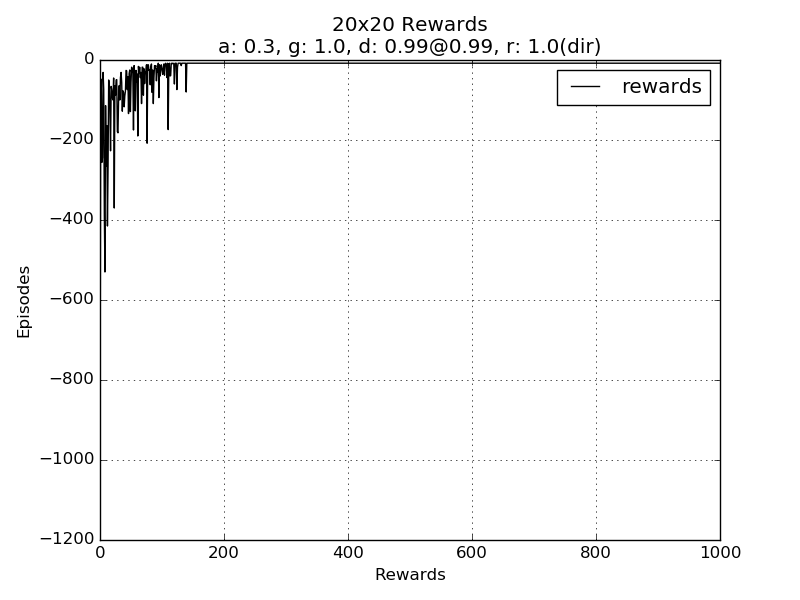 20x20 Rewards
a: 0.3, g: 1.0, d: 0.99@0.99, r: 1.0(dir)
rewards
0
−200
−400
−600
−800
−1000
−1200
Episodes
0 200 400 600 800 1000
Rewards